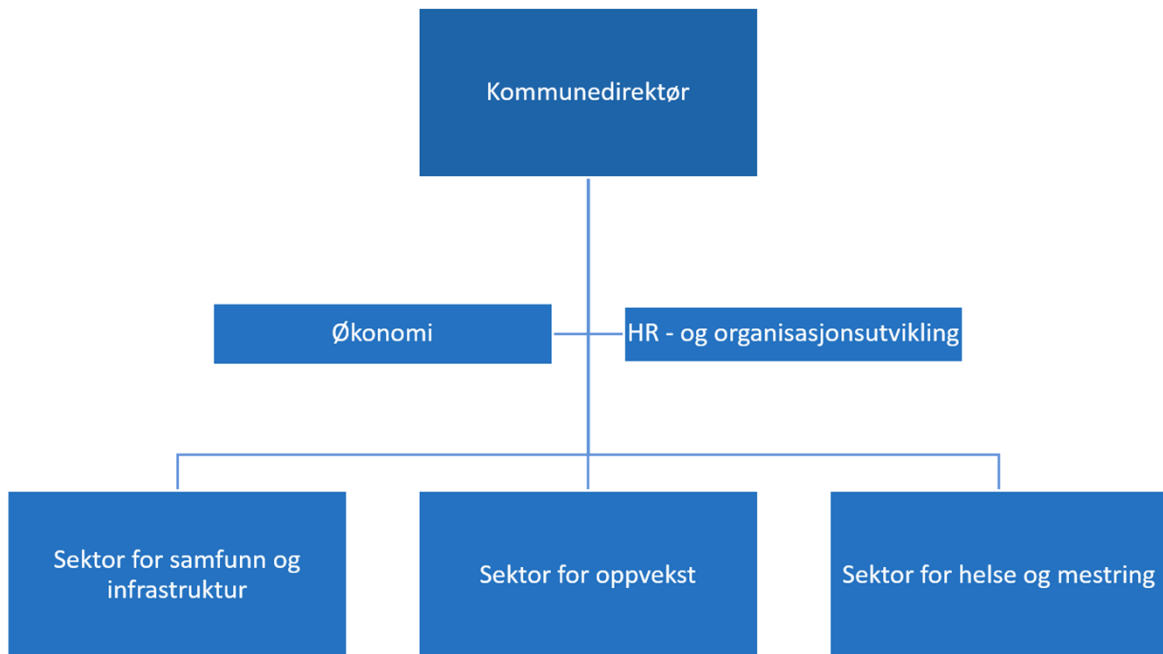 Kommunedirektør
Økonomi
HR - og organisasjonsutvikling
Sektor for samfunn og
infrastruktur
Sektor for oppvekst
Sektor for helse og mestring